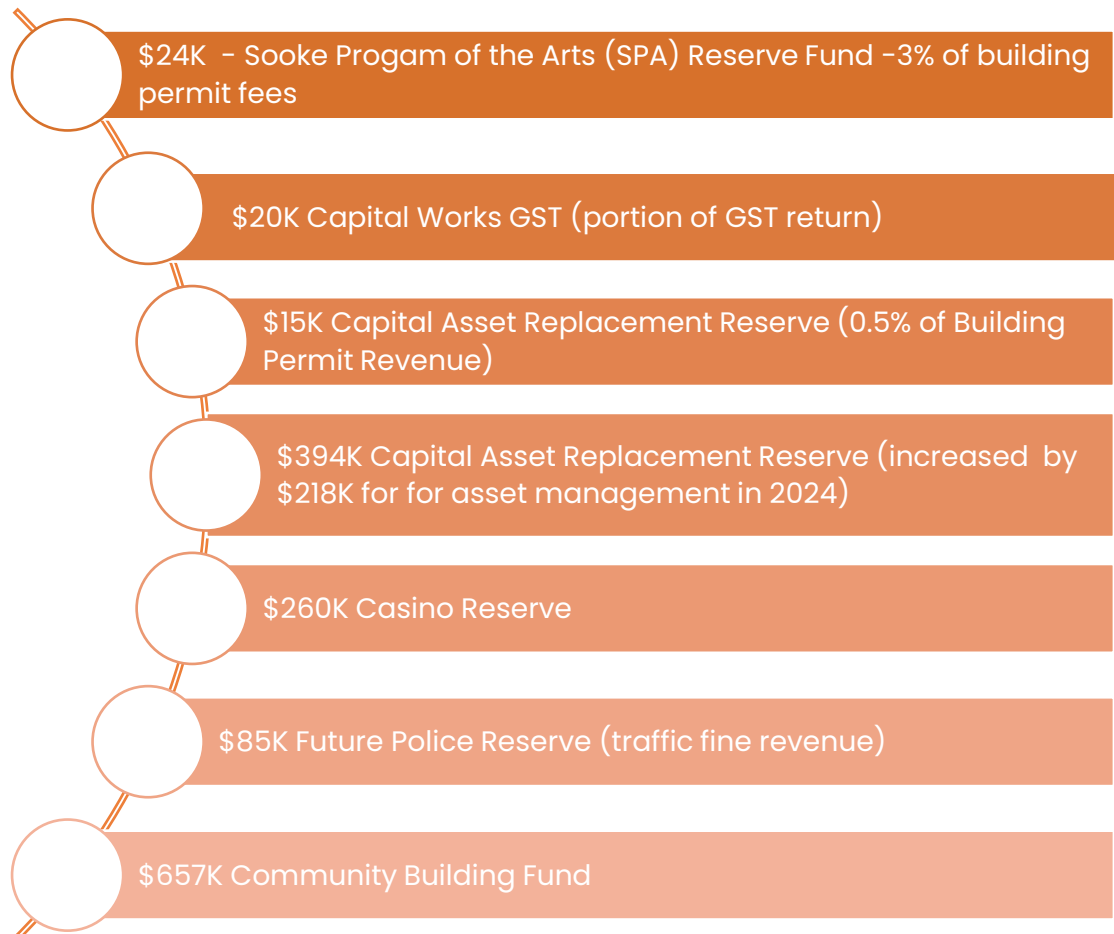 $24K  - Sooke Progam of the Arts (SPA) Reserve Fund -3% of building
permit fees
$20K Capital Works GST (portion of GST return)
$15K Capital Asset Replacement Reserve (0.5% of Building
Permit Revenue)
$394K Capital Asset Replacement Reserve (increased  by
$218K for for asset management in 2024)
$260K Casino Reserve
$85K Future Police Reserve (traffic fine revenue)
$657K Community Building Fund